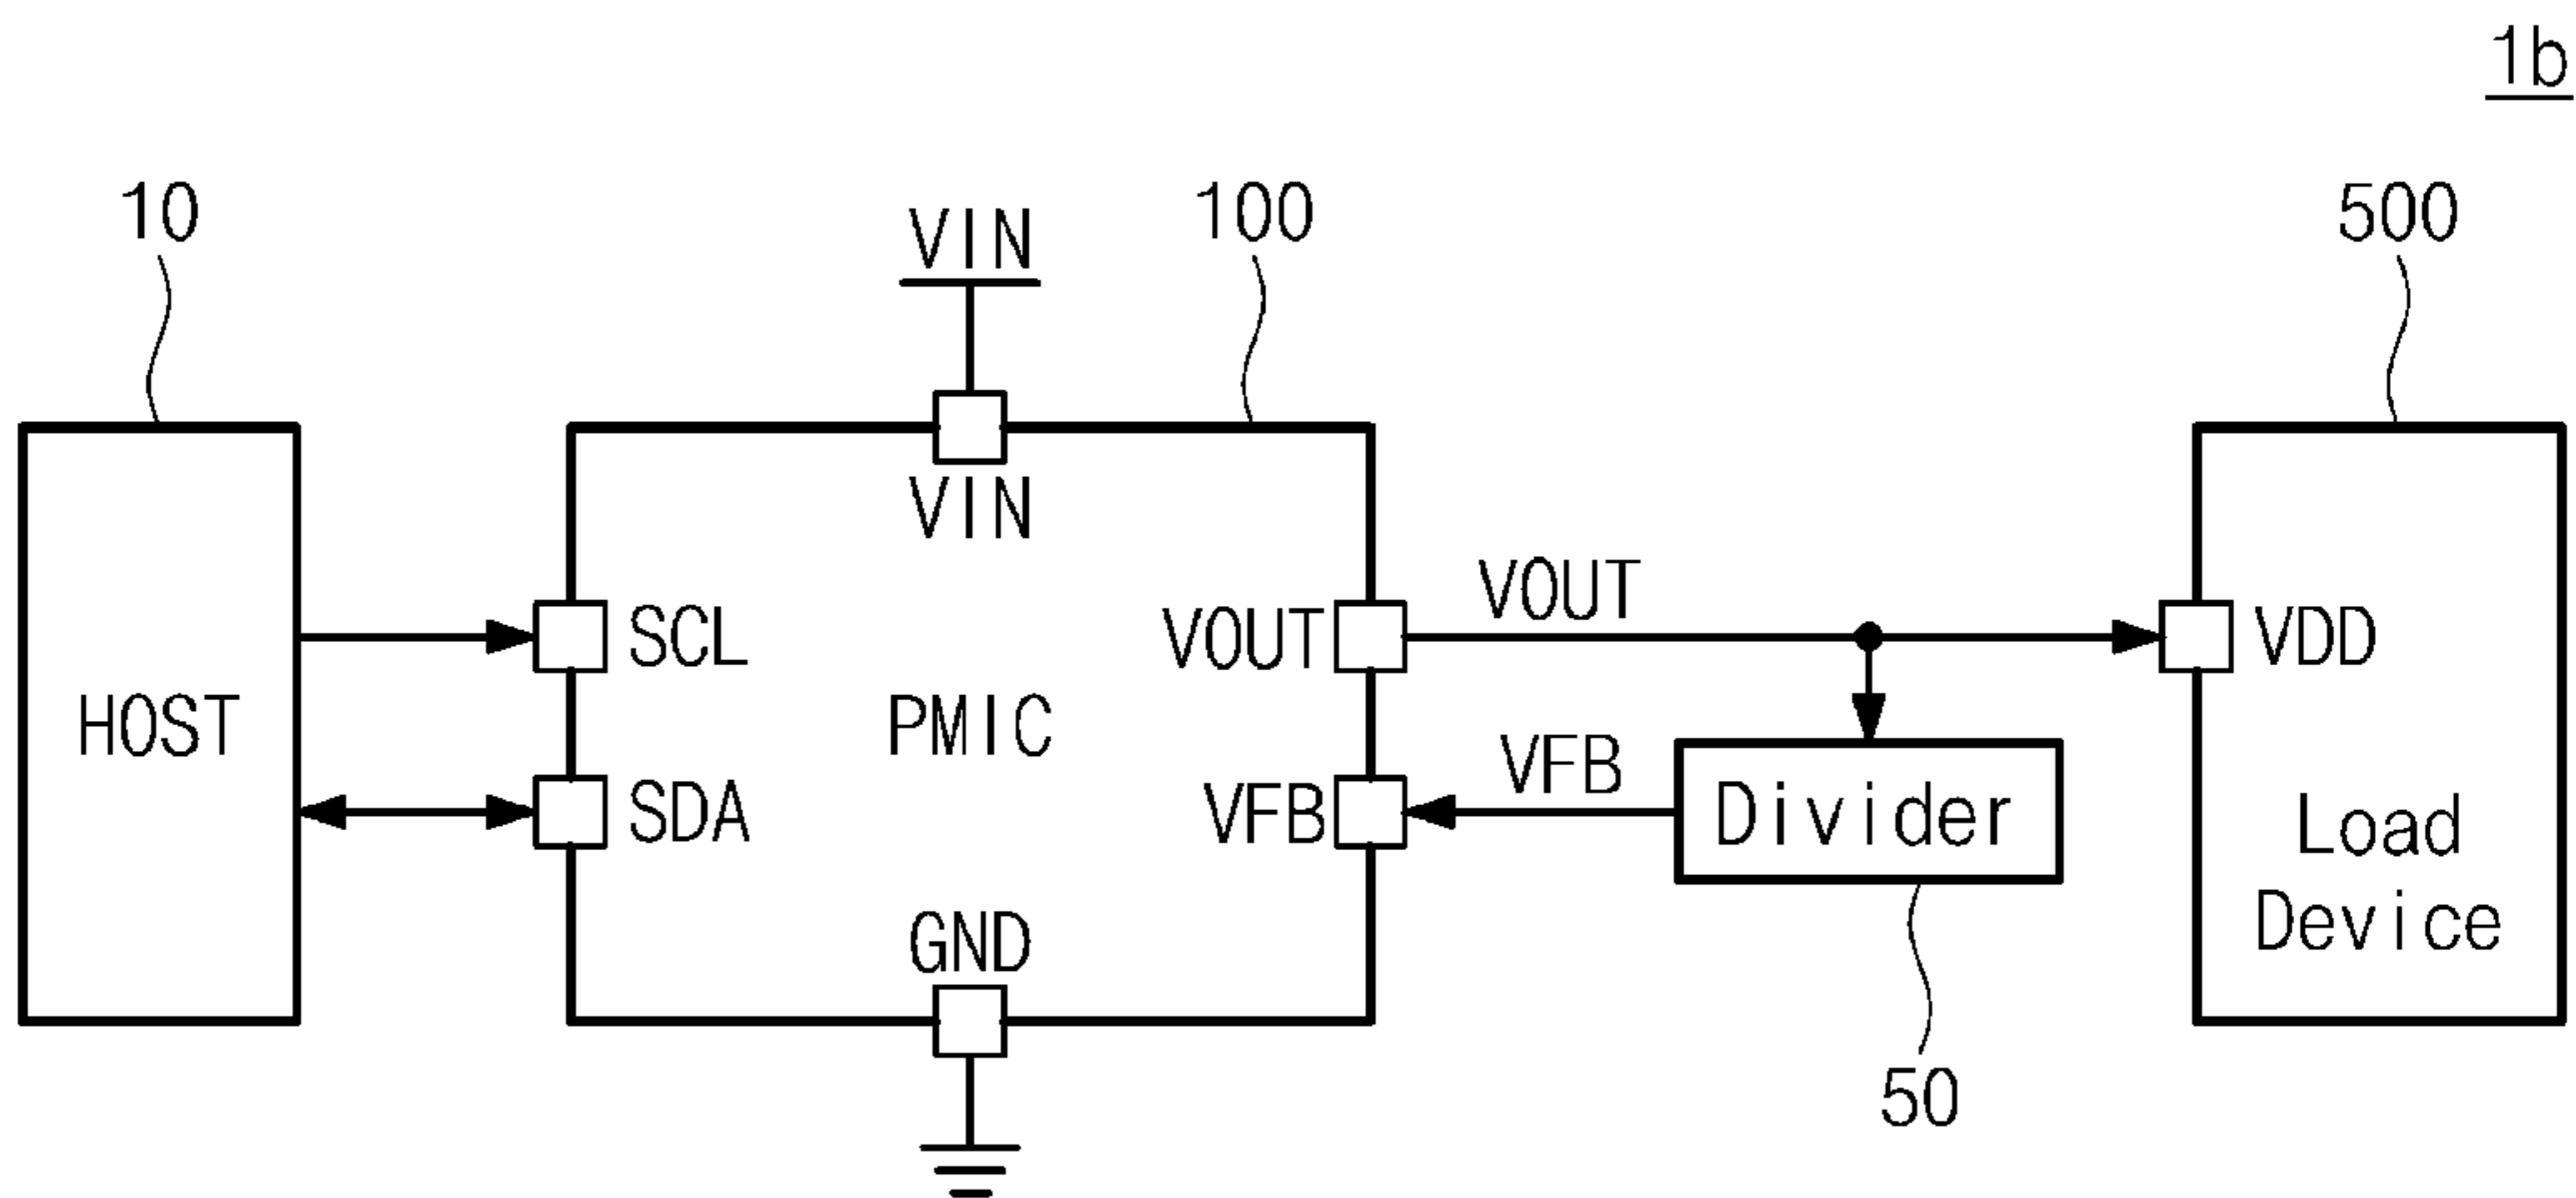 1b
10
VIN
100
500
VIN
SCL
VOUT
VOUT
VDD
HOST
PMIC
SDA
VFB
VFB
Divider
Load
Device
GND
50